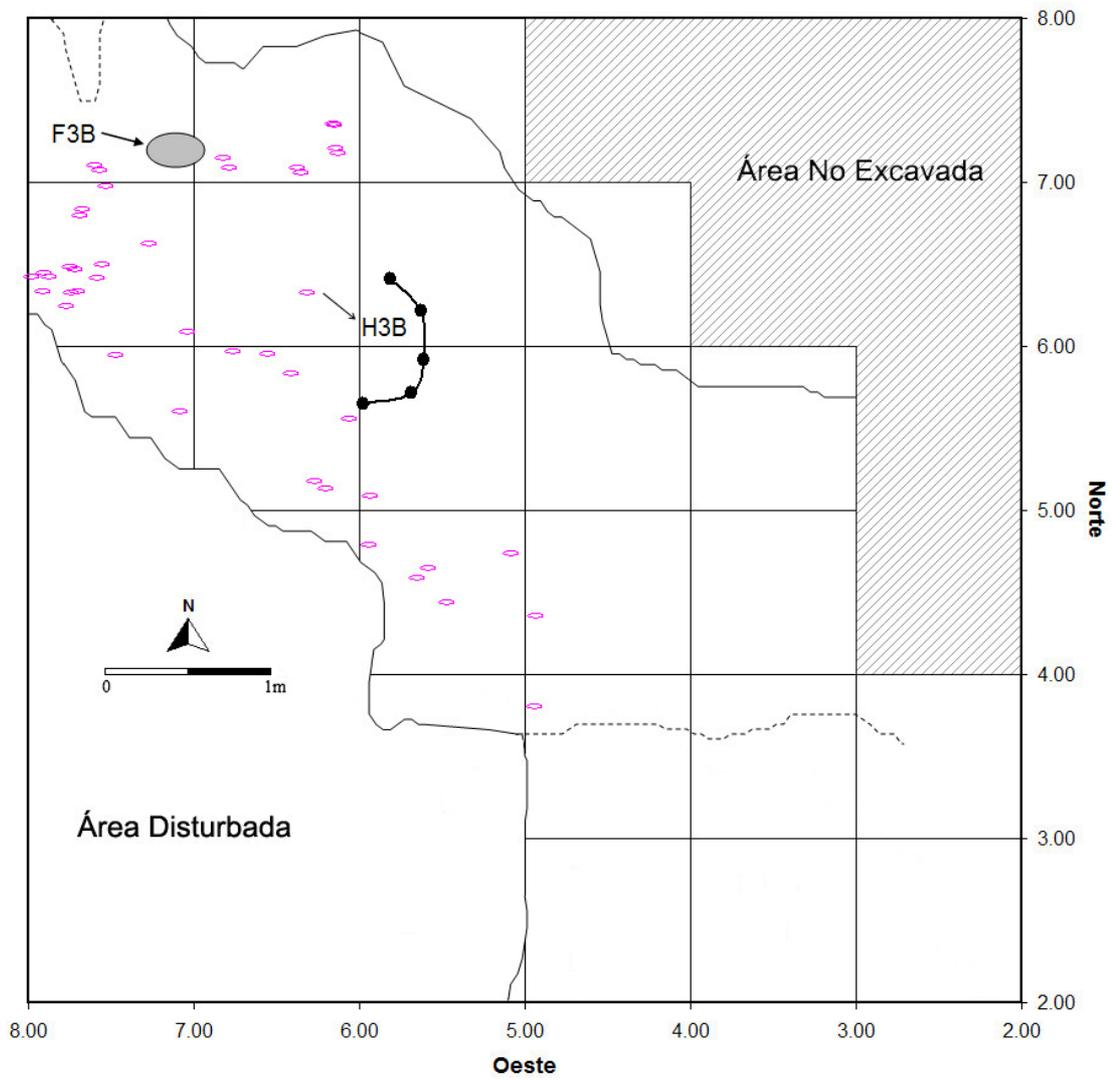 8.00
F3B
Área No Excavada
7.00
H3B
6.00
5.00
Norte
N
0 1m
4.00
Área Disturbada
3.00
2.00
8.00 7.00 6.00 5.00 4.00 3.00 2.00
Oeste